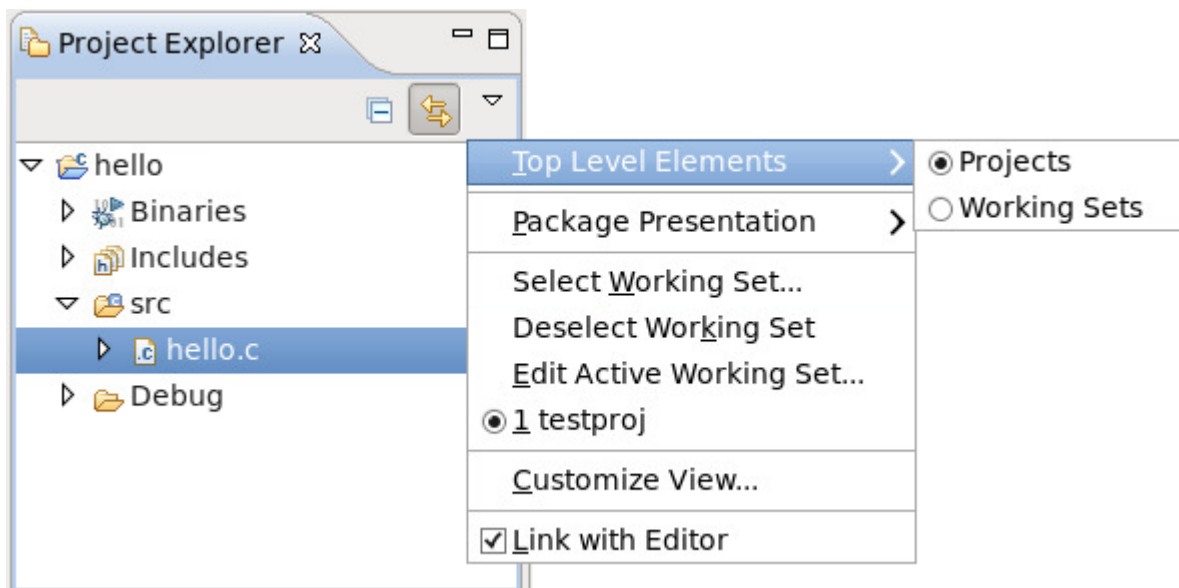 Project Explorer
hello
Binaries
Includes
src
hello.c
Debug
Top Level Elements
Package Presentation
Select Working Set...
Deselect Working Set
Edit Active Working Set...
1 testproj
Customize View...
Link with Editor
Projects
Working Sets